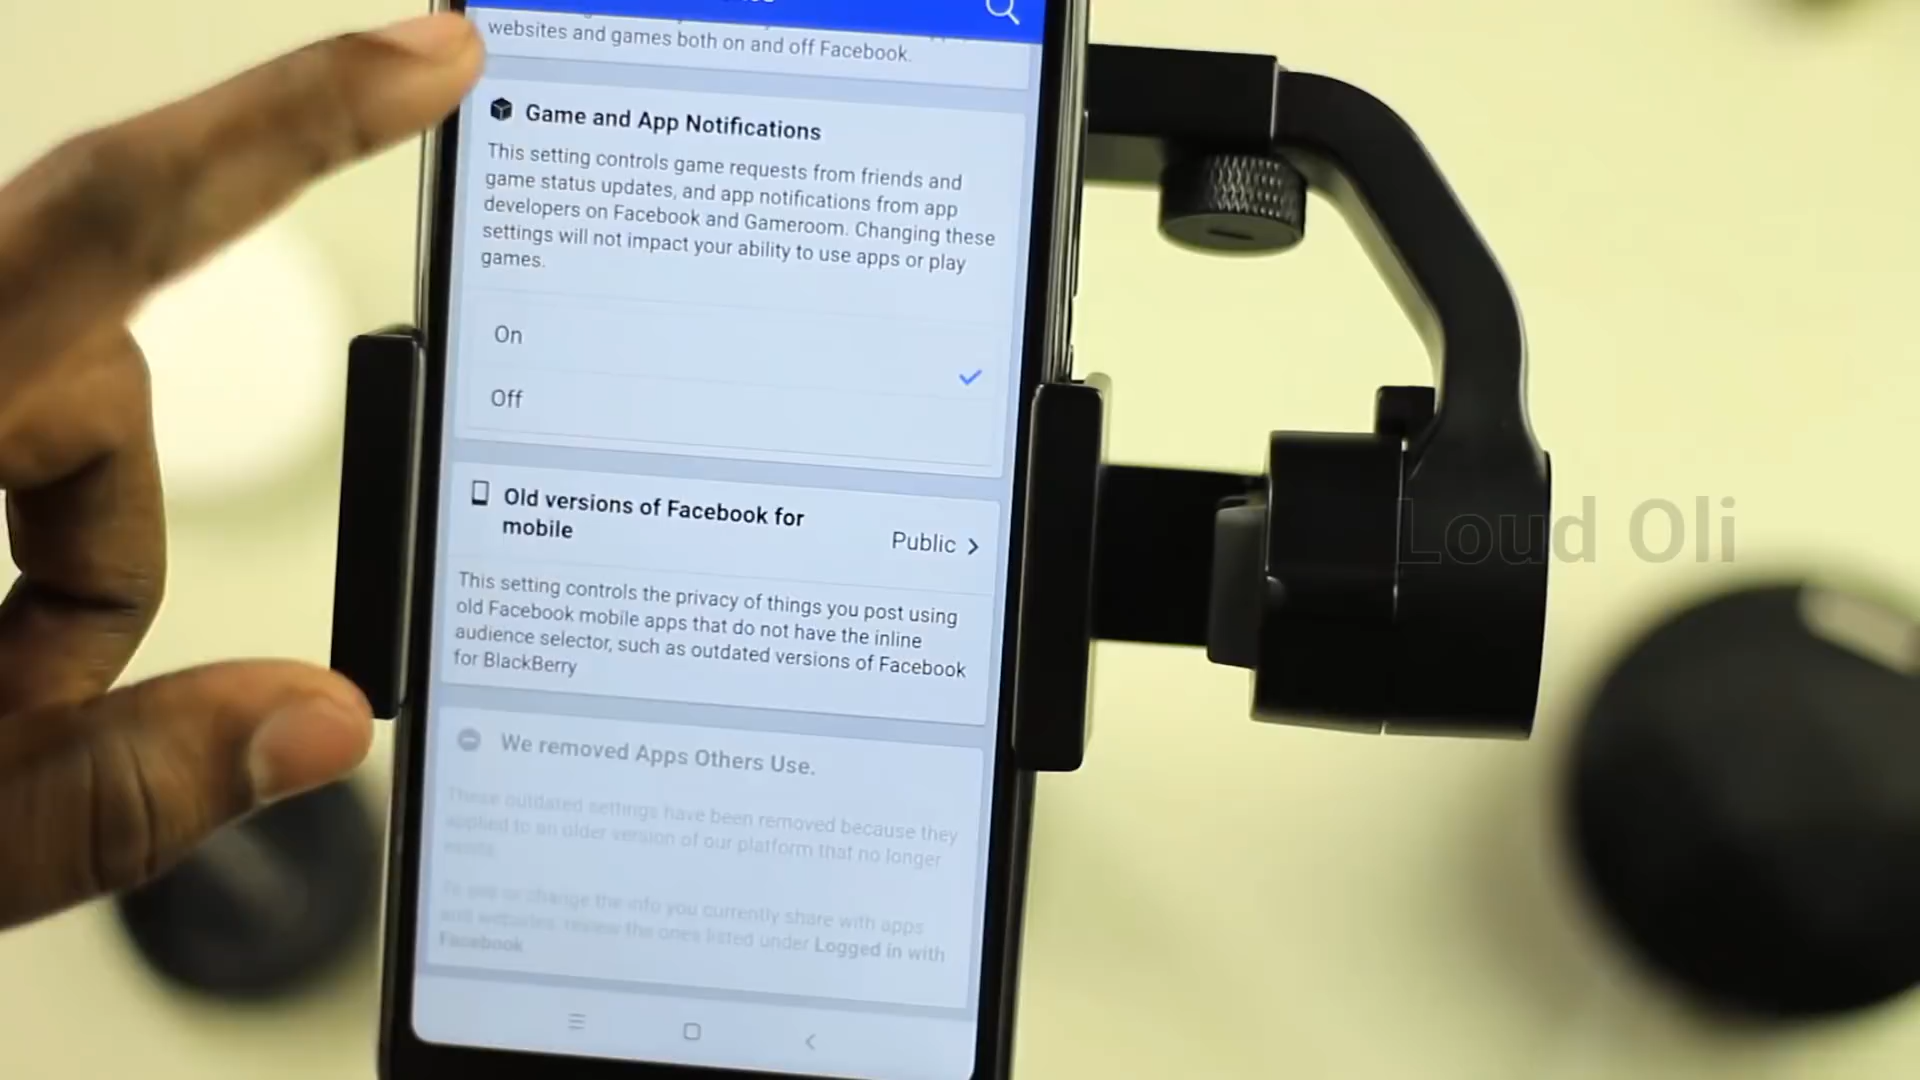 websites and games both on and off Facebook.
Game and App Notifications
This setting controls game requests from friends and
game status updates, and app notifications from app
developers on Facebook and Gameroom. Changing these
settings will not impact your ability to use apps or play
games.
On
Off
Old versions of Facebook for
mobile
Public
This setting controls the privacy of things you post using
old Facebook mobile apps that do not have the inline
audience selector, such as outdated versions of Facebook
for BlackBerry
We removed Apps Others Use.
These outdated settings have been removed because they
applied to an older version of our platform that no longer
exists.
To see or change the info you currently share with apps
and websites, review the ones listed under Logged in with
Facebook
Loud Oli